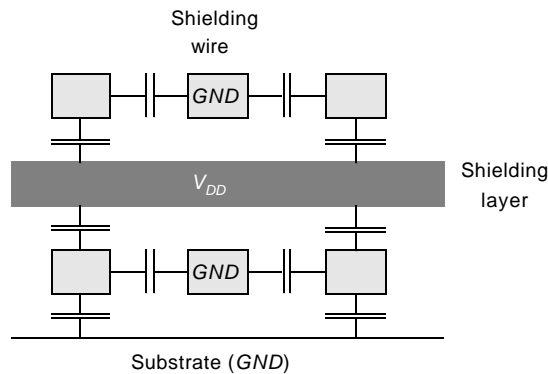 Shielding
wire
GND
V_DD
Shielding
layer
GND
Substrate (GND)